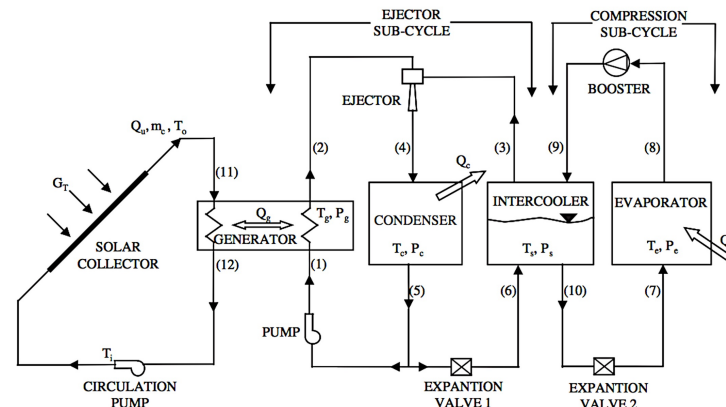 EJECTOR
SUB-CYCLE
COMPRESSION
SUB-CYCLE
BOOSTER
EJECTOR
Qu, mc, To
(2)
(4)
(3)
(9)
(8)
(11)
Qc
GT
Qg
Tg, Pg
GENERATOR
CONDENSER
Tc, Pc
INTERCOOLER
Ts, Ps
EVAPORATOR
Te, Pe
Q
SOLAR
COLLECTOR
(12)
(1)
(5)
(6)
(10)
(7)
PUMP
Ti
CIRCULATION
PUMP
EXPANTION
VALVE 1
EXPANTION
VALVE 2